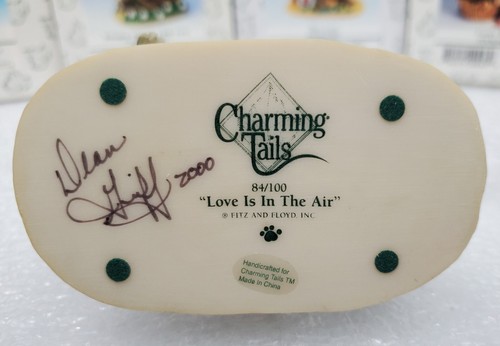 Charming
Tails
84/100
"Love Is In The Air"
® FITZ AND FLOYD, INC.
Dean
Griff 2000
Handcrafted for
Charming Tails TM
Made In China